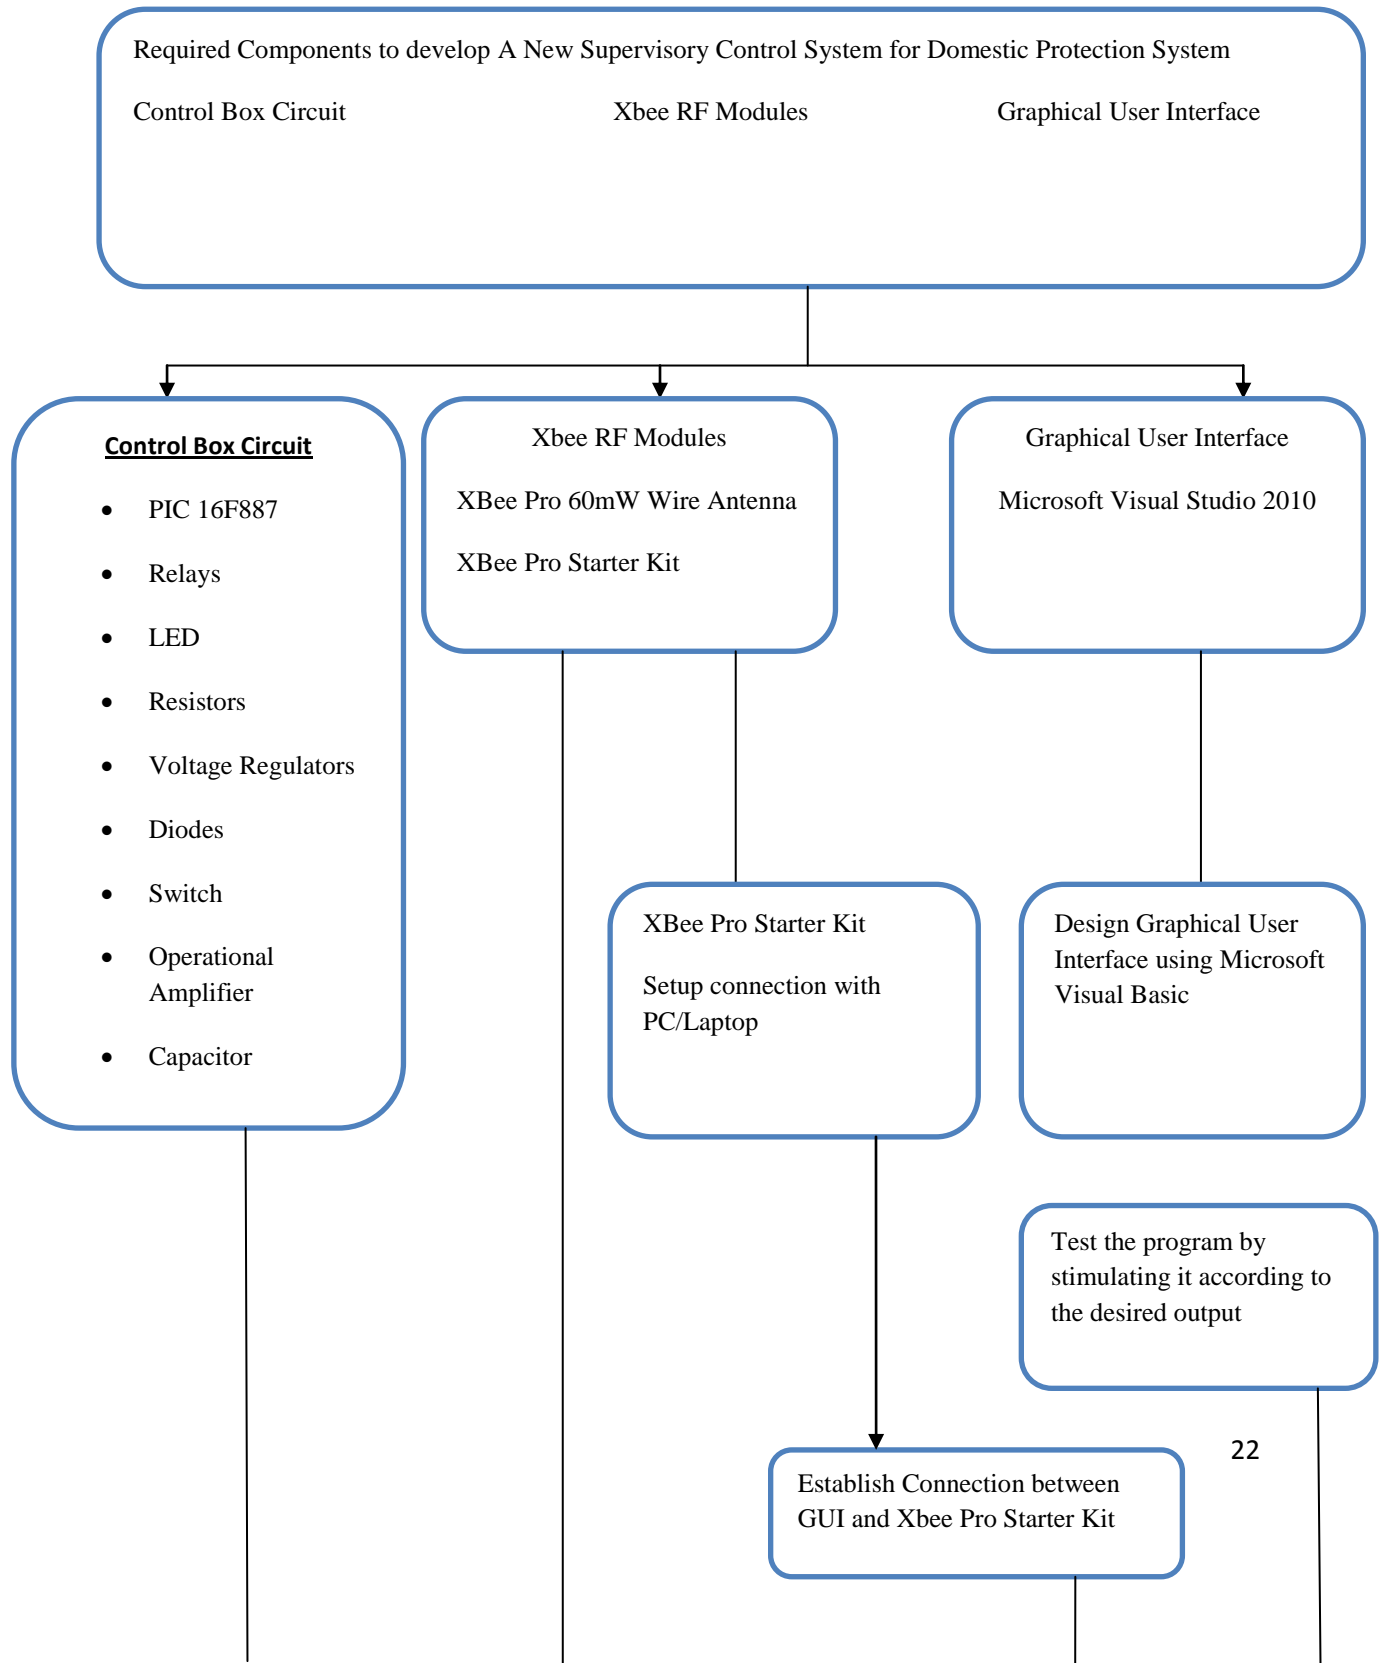 Required Components to develop A New Supervisory Control System for Domestic Protection System
Control Box Circuit Xbee RF Modules Graphical User Interface
Control Box Circuit
• PIC 16F887
• Relays
• LED
• Resistors
• Voltage Regulators
• Diodes
• Switch
• Operational
Amplifier
• Capacitor
Xbee RF Modules
XBee Pro 60mW Wire Antenna
XBee Pro Starter Kit
Graphical User Interface
Microsoft Visual Studio 2010
XBee Pro Starter Kit
Setup connection with
PC/Laptop
Design Graphical User
Interface using Microsoft
Visual Basic
Test the program by
stimulating it according to
the desired output
22
Establish Connection between
GUI and Xbee Pro Starter Kit